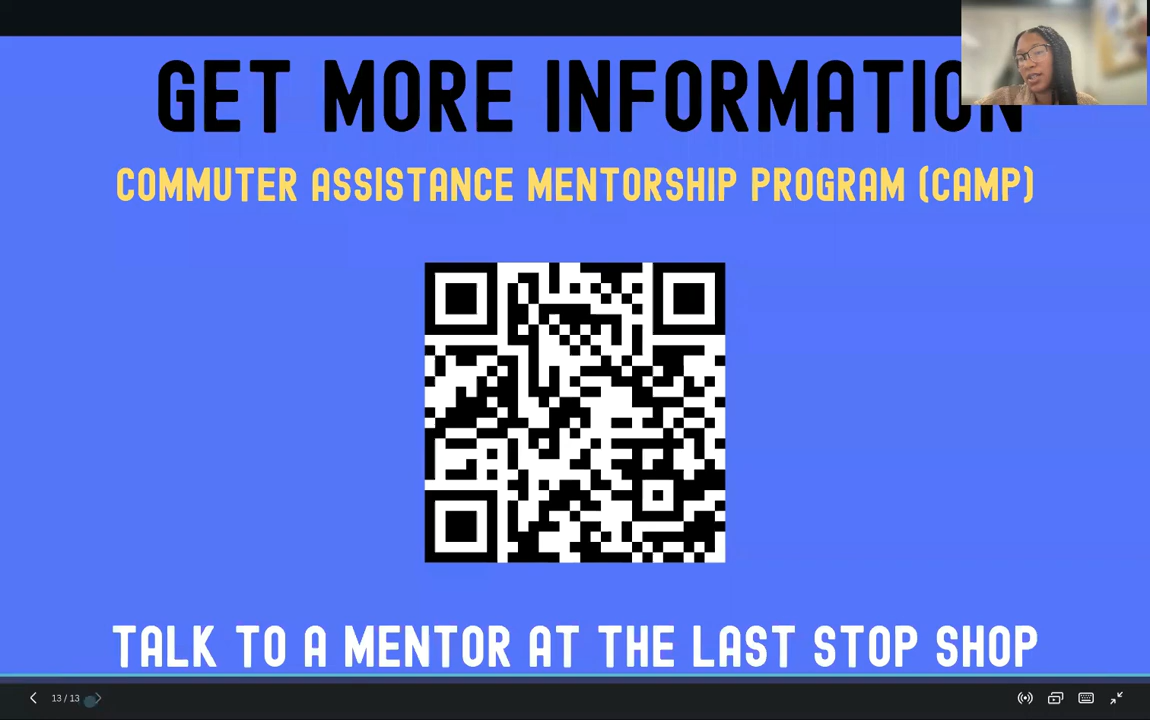 GET MORE INFORMATION
COMMUTER ASSISTANCE MENTORSHIP PROGRAM (CAMP)
TALK TO A MENTOR AT THE LAST STOP SHOP
13 / 13